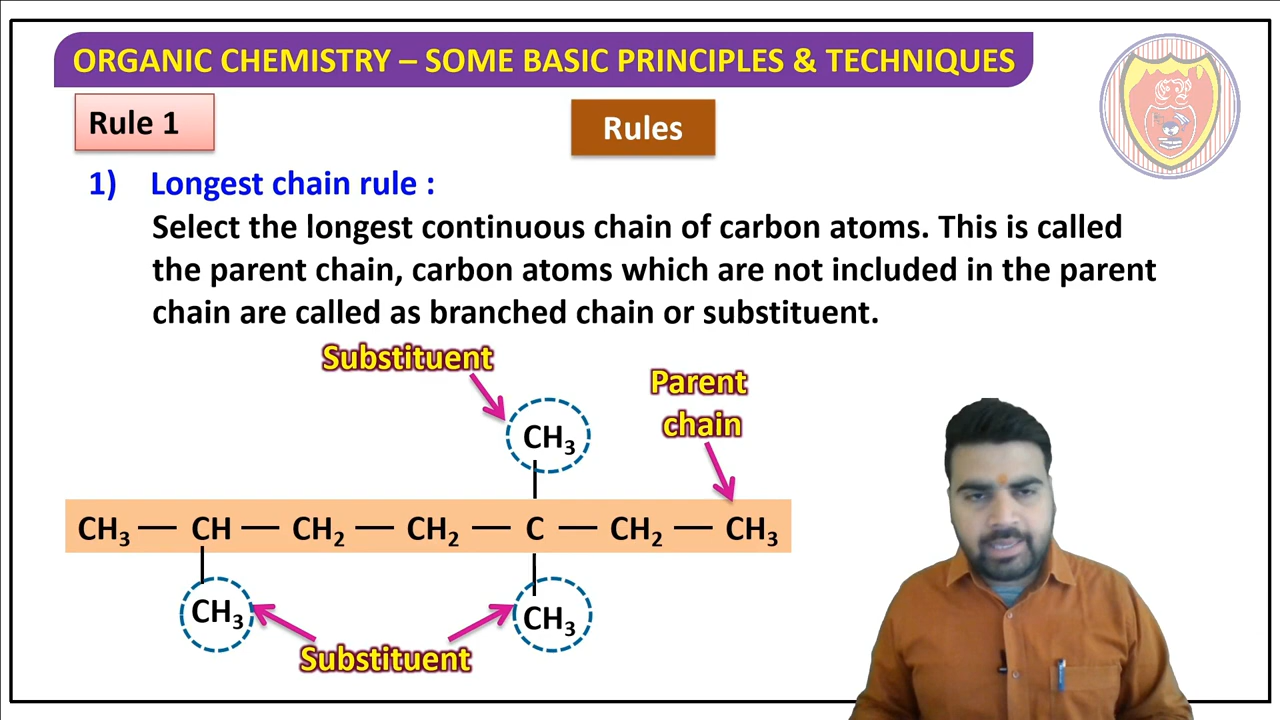 ORGANIC CHEMISTRY – SOME BASIC PRINCIPLES & TECHNIQUES
Rule 1
Rules
1) Longest chain rule :
Select the longest continuous chain of carbon atoms. This is called
the parent chain, carbon atoms which are not included in the parent
chain are called as branched chain or substituent.
Substituent
Parent
chain
CH₃
CH₃ — CH — CH₂ — CH₂ — C — CH₂ — CH₃
CH₃
CH₃
Substituent